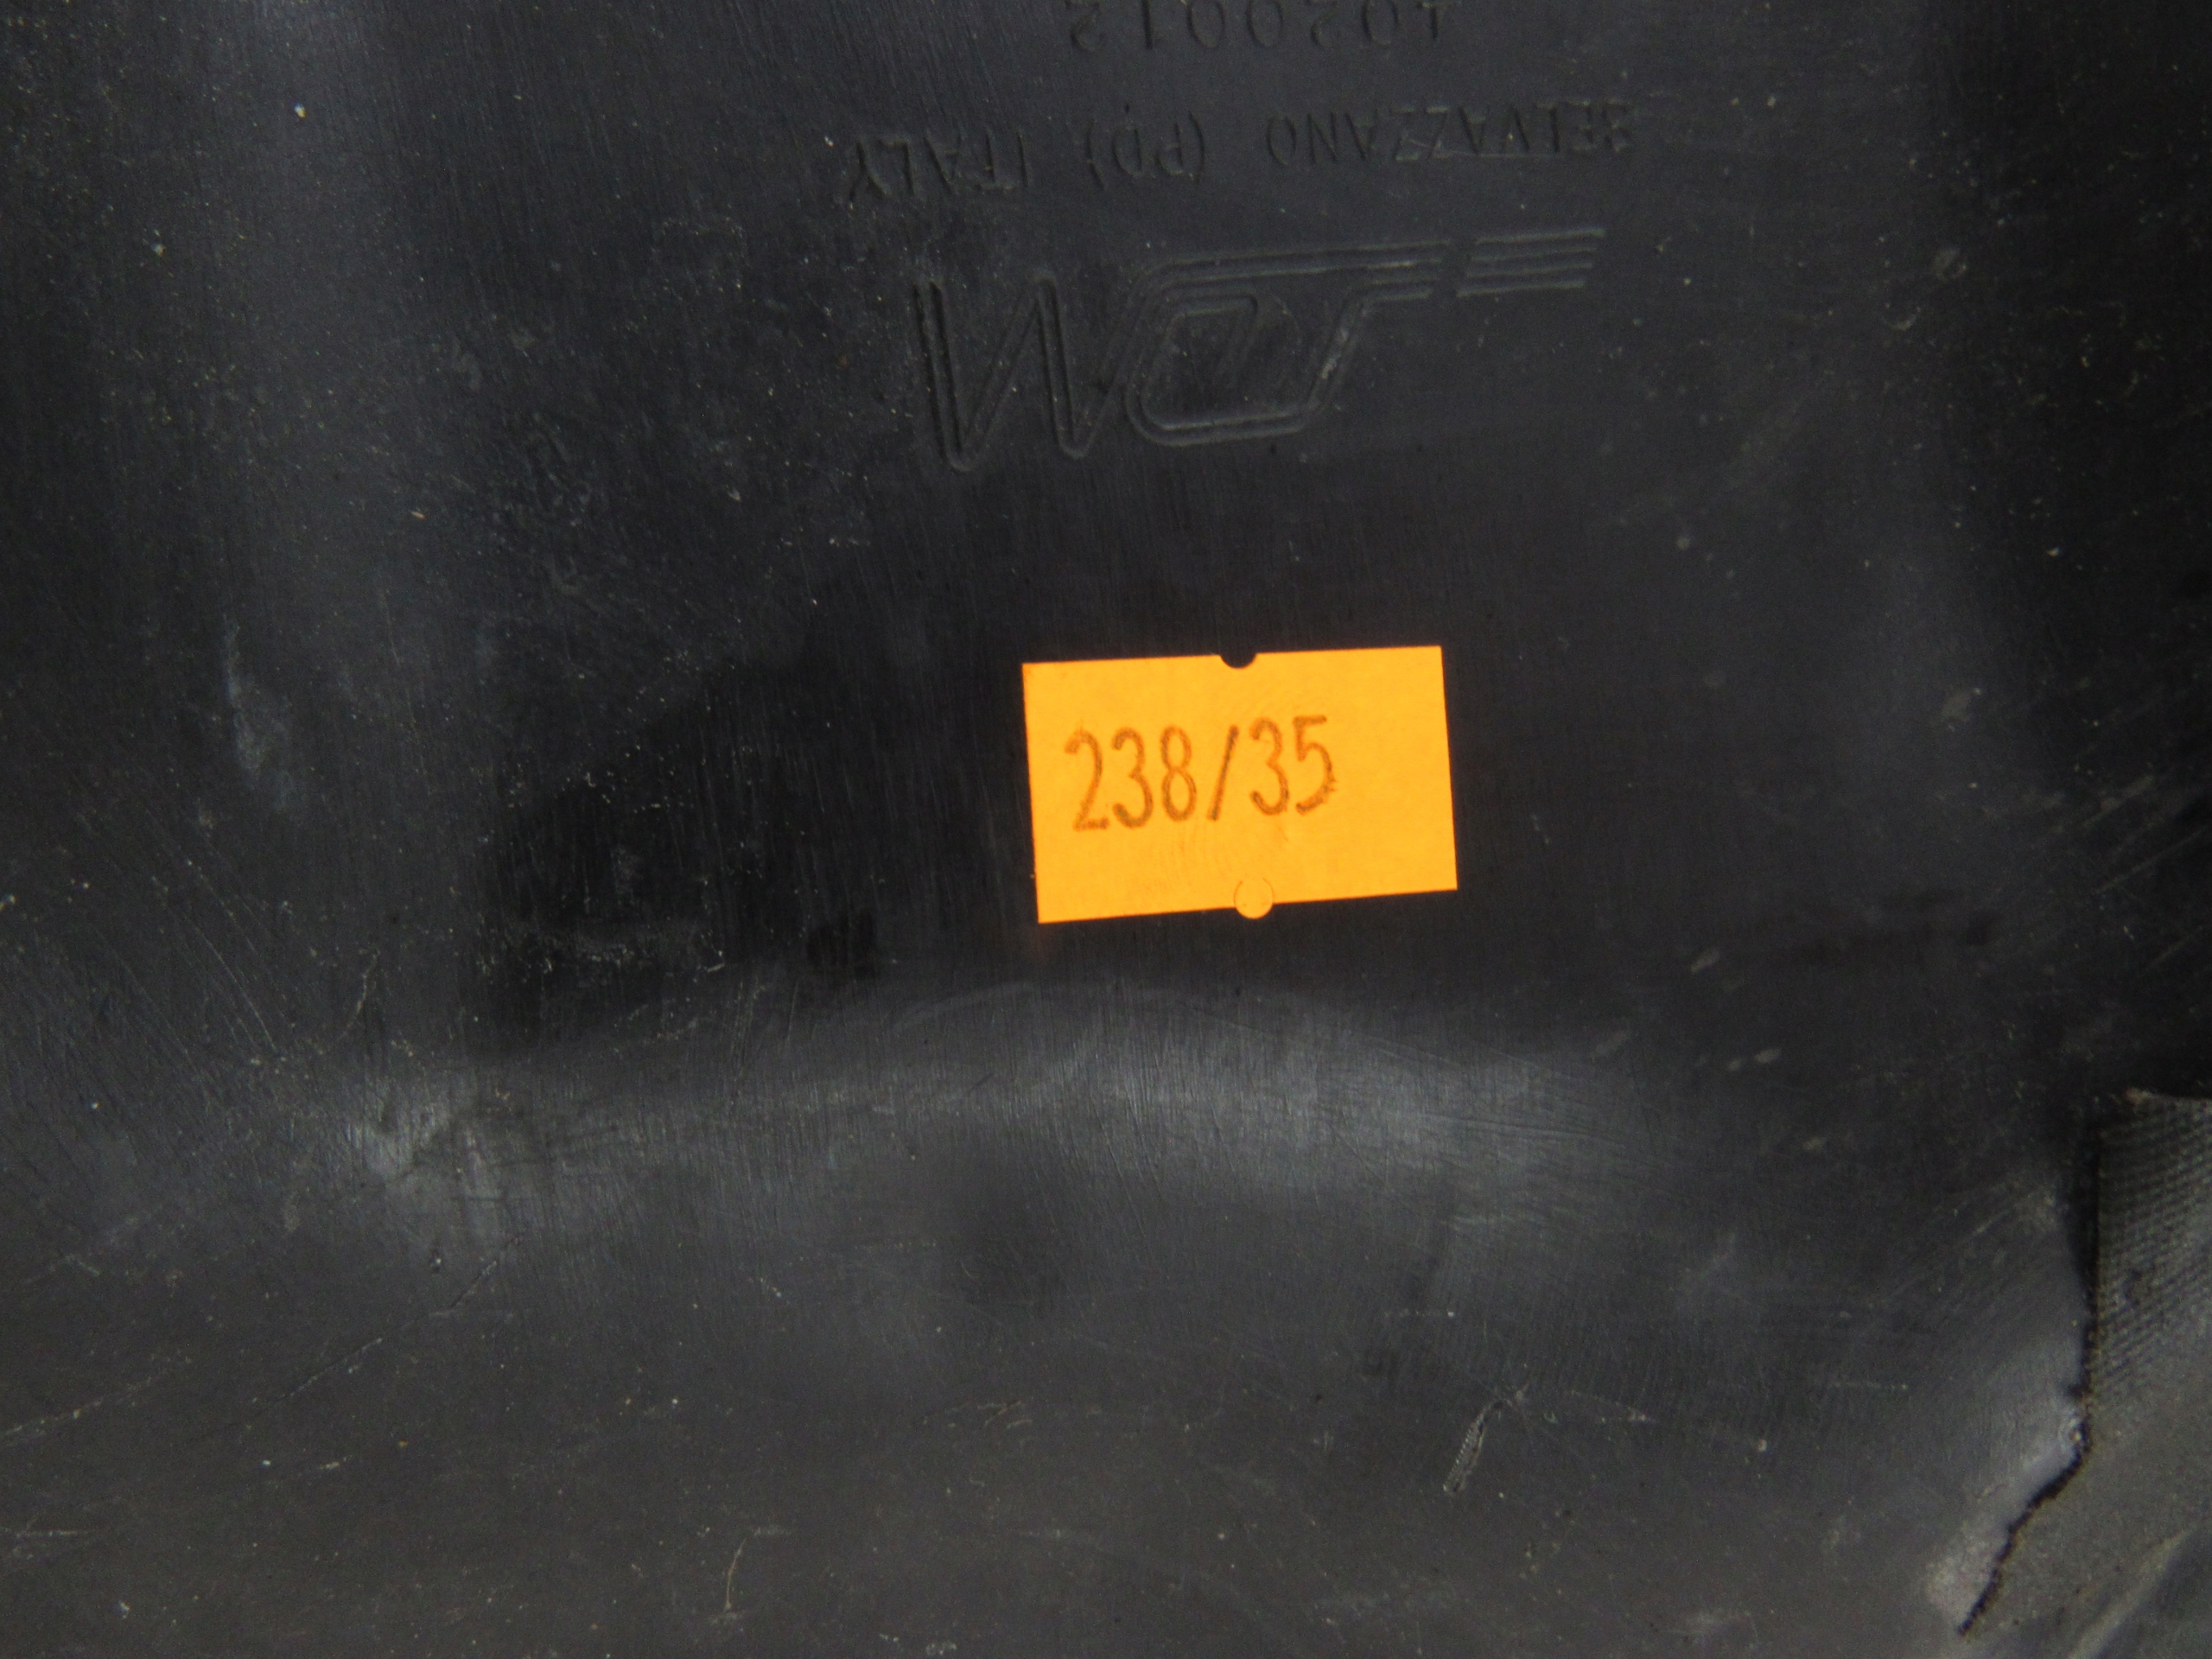 SELVAZZANO (PD) ITALY
238/35